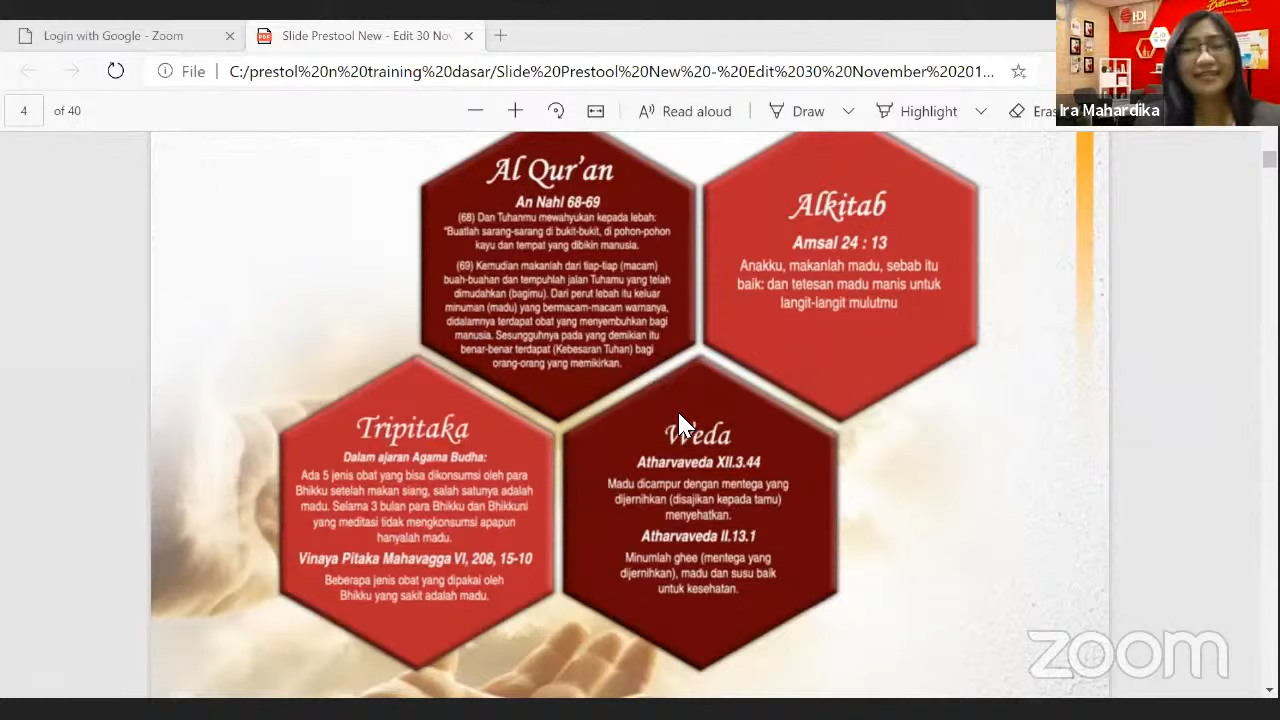 Login with Google - Zoom
Slide Prestool New - Edit 30 Nov
File
C:/prestol%20n%20training%20dasar/Slide%20Prestool%20New%20-%20Edit%2030%20November%20201...
4
of 40
Read aloud
Draw
Highlight
Eras
Ira Mahardika
Al Qur'an
An Nahl 68-69
(68) Dan Tuhanmu mewahyukan kepada lebah:
"Buatlah sarang-sarang di bukit-bukit, di pohon-pohon
kayu dan tempat yang dibikin manusia.
(69) Kemudian makanlah dari tiap-tiap (macam)
buah-buahan dan tempuhlah jalan Tuhamu yang telah
dimudahkan (bagimu). Dari perut lebah itu keluar
minuman (madu) yang bermacam-macam warnanya,
didalamnya terdapat obat yang menyembuhkan bagi
manusia. Sesungguhnya pada yang demikian itu
benar-benar terdapat (Kebesaran Tuhan) bagi
orang-orang yang memikirkan.
Alkitab
Amsal 24 : 13
Anakku, makanlah madu, sebab itu
baik: dan tetesan madu manis untuk
langit-langit mulutmu
Tripitaka
Dalam ajaran Agama Budha:
Ada 5 jenis obat yang bisa dikonsumsi oleh para
Bhikku setelah makan siang, salah satunya adalah
madu. Selama 3 bulan para Bhikku dan Bhikkuni
yang meditasi tidak mengkonsumsi apapun
hanyalah madu.
Vinaya Pitaka Mahavagga VI, 208, 15-10
Beberapa jenis obat yang dipakai oleh
Bhikku yang sakit adalah madu.
Weda
Atharvaveda XII.3.44
Madu dicampur dengan mentega yang
dijernihkan (disajikan kepada tamu)
menyehatkan.
Atharvaveda II.13.1
Minumlah ghee (mentega yang
dijernihkan), madu dan susu baik
untuk kesehatan.
zoom